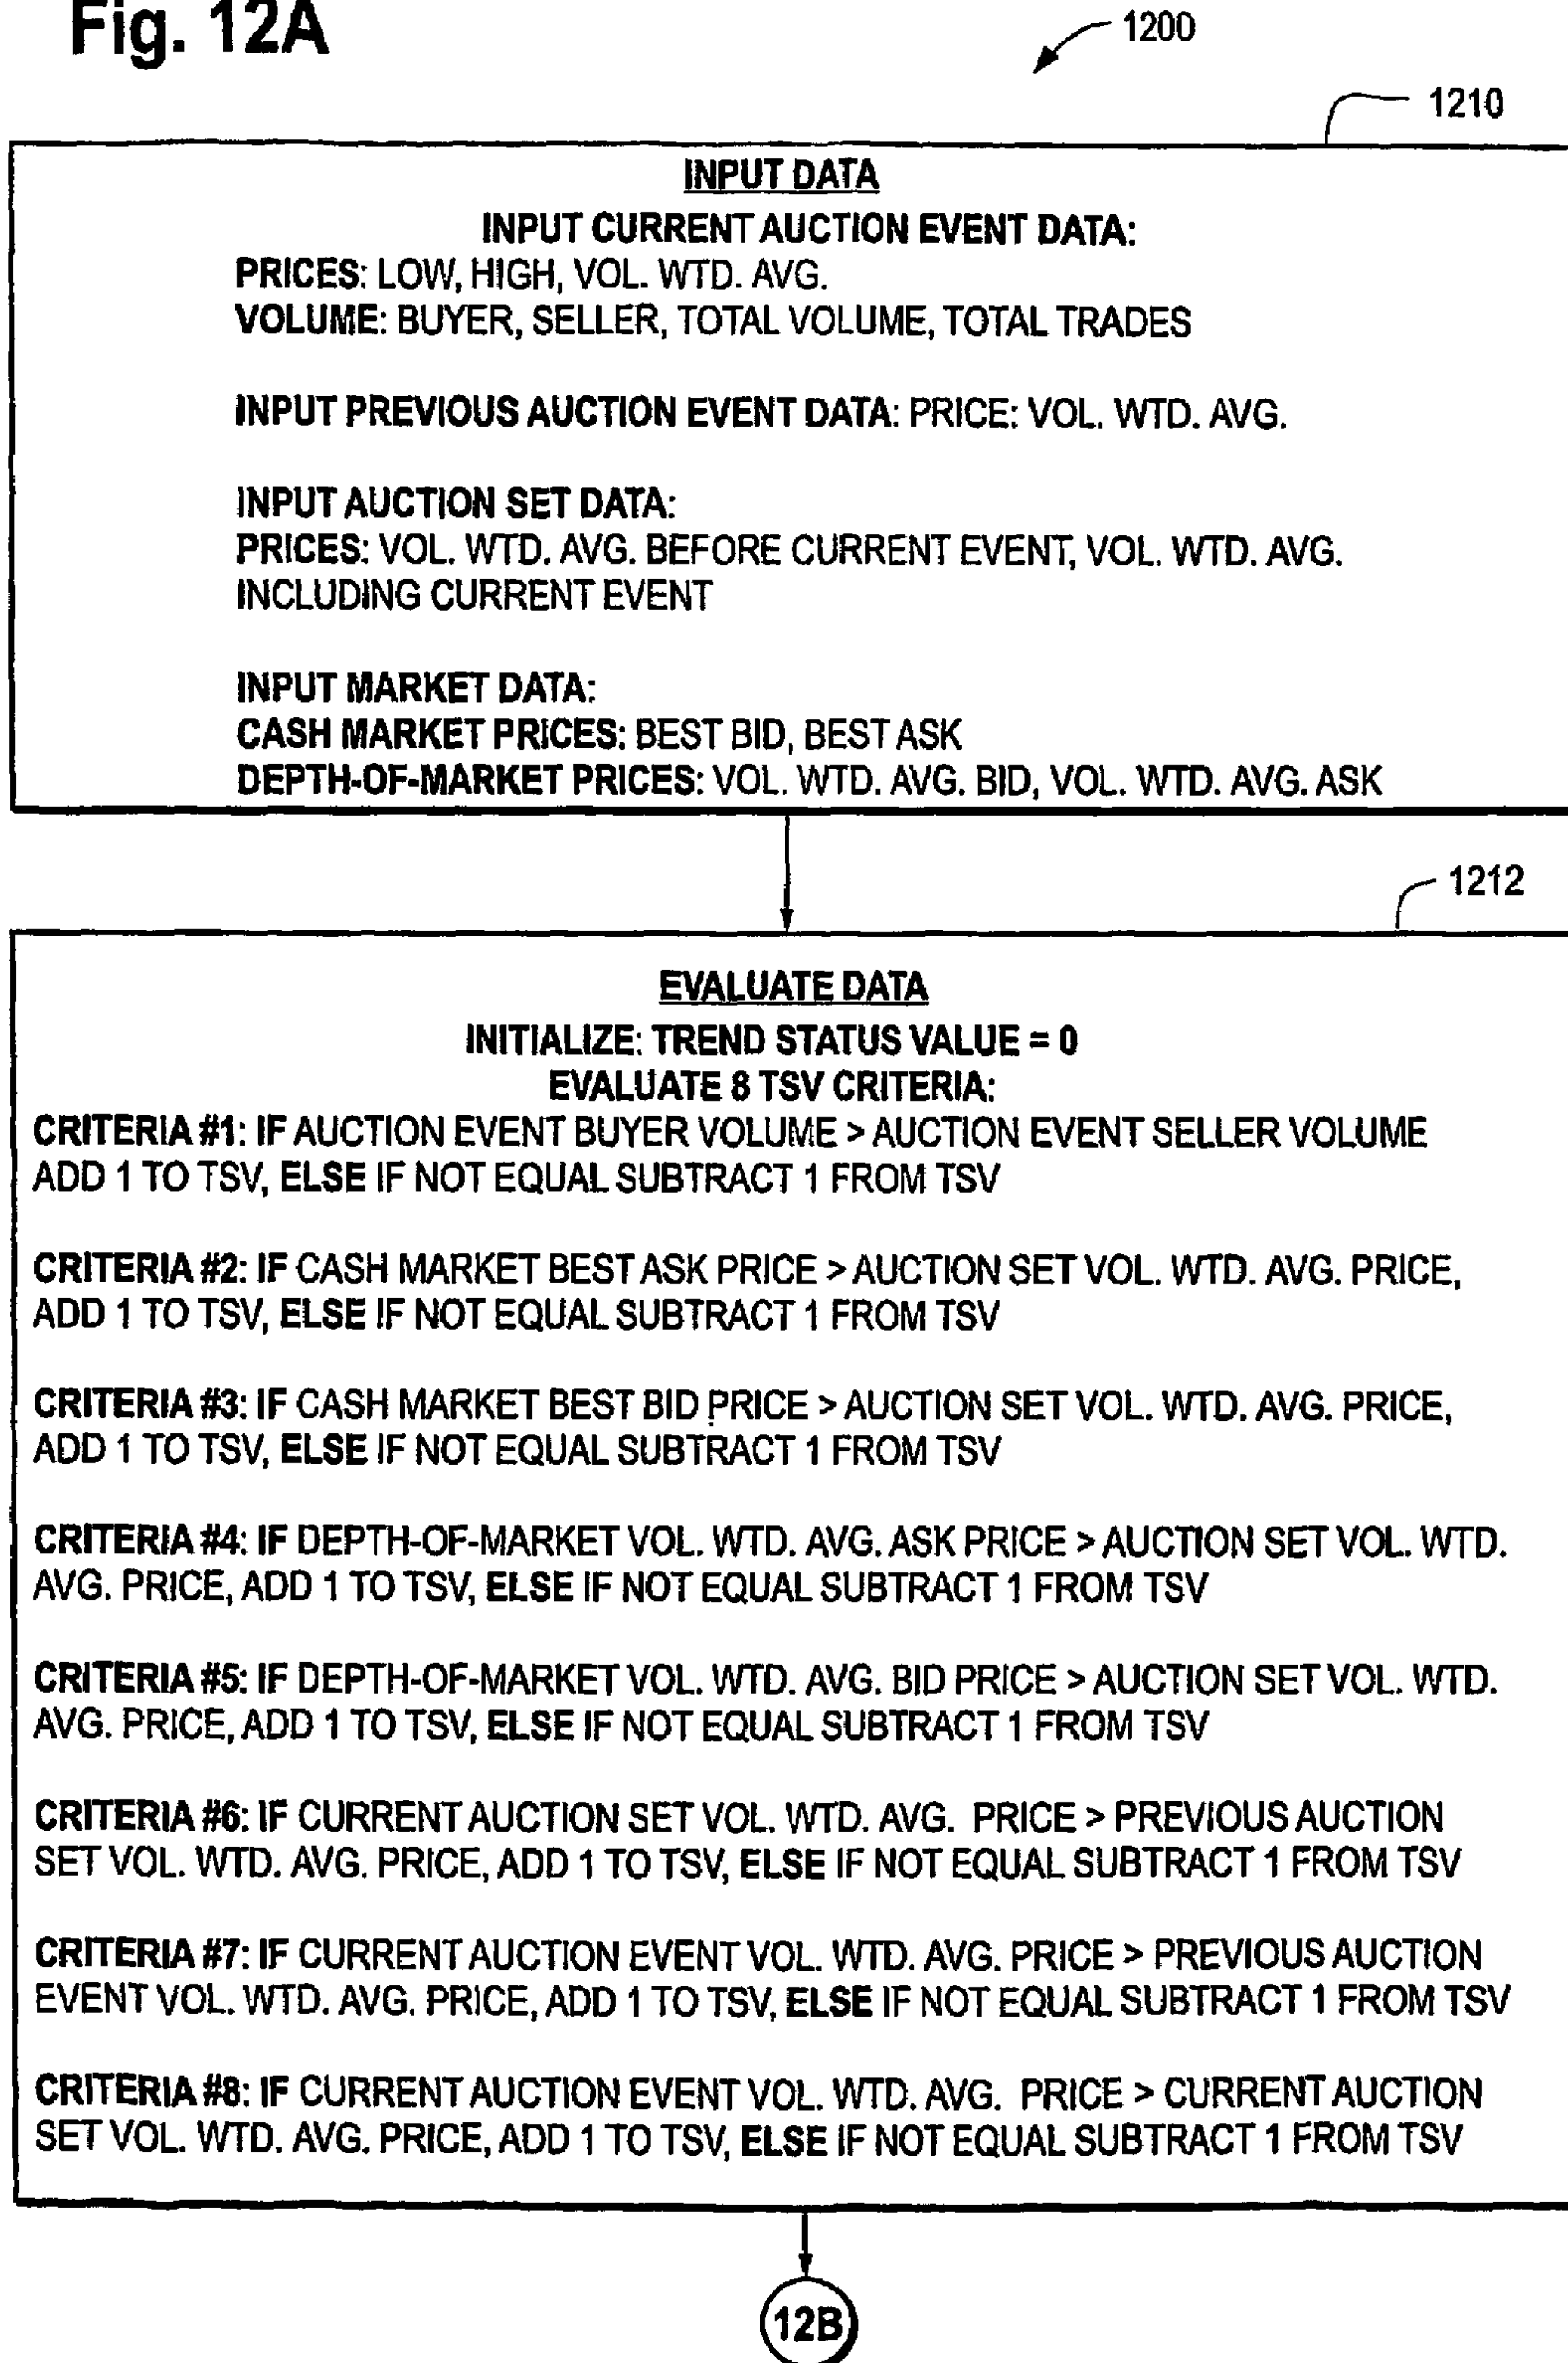 Fig. 12A
1200
1210
INPUT DATA
INPUT CURRENT AUCTION EVENT DATA:
PRICES: LOW, HIGH, VOL. WTD. AVG.
VOLUME: BUYER, SELLER, TOTAL VOLUME, TOTAL TRADES
INPUT PREVIOUS AUCTION EVENT DATA: PRICE: VOL. WTD. AVG.
INPUT AUCTION SET DATA:
PRICES: VOL. WTD. AVG. BEFORE CURRENT EVENT, VOL. WTD. AVG.
INCLUDING CURRENT EVENT
INPUT MARKET DATA:
CASH MARKET PRICES: BEST BID, BEST ASK
DEPTH-OF-MARKET PRICES: VOL. WTD. AVG. BID, VOL. WTD. AVG. ASK
1212
EVALUATE DATA
INITIALIZE: TREND STATUS VALUE = 0
EVALUATE 8 TSV CRITERIA:
CRITERIA #1: IF AUCTION EVENT BUYER VOLUME > AUCTION EVENT SELLER VOLUME
ADD 1 TO TSV, ELSE IF NOT EQUAL SUBTRACT 1 FROM TSV
CRITERIA #2: IF CASH MARKET BEST ASK PRICE > AUCTION SET VOL. WTD. AVG. PRICE,
ADD 1 TO TSV, ELSE IF NOT EQUAL SUBTRACT 1 FROM TSV
CRITERIA #3: IF CASH MARKET BEST BID PRICE > AUCTION SET VOL. WTD. AVG. PRICE,
ADD 1 TO TSV, ELSE IF NOT EQUAL SUBTRACT 1 FROM TSV
CRITERIA #4: IF DEPTH-OF-MARKET VOL. WTD. AVG. ASK PRICE > AUCTION SET VOL. WTD.
AVG. PRICE, ADD 1 TO TSV, ELSE IF NOT EQUAL SUBTRACT 1 FROM TSV
CRITERIA #5: IF DEPTH-OF-MARKET VOL. WTD. AVG. BID PRICE > AUCTION SET VOL. WTD.
AVG. PRICE, ADD 1 TO TSV, ELSE IF NOT EQUAL SUBTRACT 1 FROM TSV
CRITERIA #6: IF CURRENT AUCTION SET VOL. WTD. AVG. PRICE > PREVIOUS AUCTION
SET VOL. WTD. AVG. PRICE, ADD 1 TO TSV, ELSE IF NOT EQUAL SUBTRACT 1 FROM TSV
CRITERIA #7: IF CURRENT AUCTION EVENT VOL. WTD. AVG. PRICE > PREVIOUS AUCTION
EVENT VOL. WTD. AVG. PRICE, ADD 1 TO TSV, ELSE IF NOT EQUAL SUBTRACT 1 FROM TSV
CRITERIA #8: IF CURRENT AUCTION EVENT VOL. WTD. AVG. PRICE > CURRENT AUCTION
SET VOL. WTD. AVG. PRICE, ADD 1 TO TSV, ELSE IF NOT EQUAL SUBTRACT 1 FROM TSV
12B